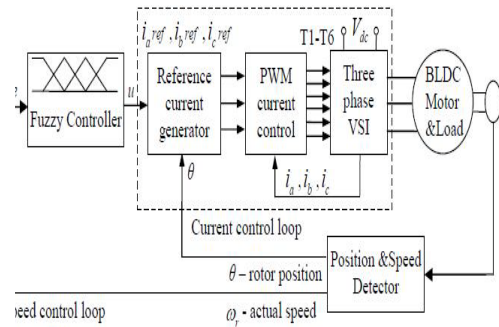 i_a ref , i_b ref , i_c ref
T1-T6
V_dc
e
Fuzzy Controller
u
Reference
current
generator
PWM
current
control
Three
phase
VSI
BLDC
Motor
&Load
θ
i_a , i_b , i_c
Current control loop
θ – rotor position
Position &Speed
Detector
peed control loop
ω_r - actual speed